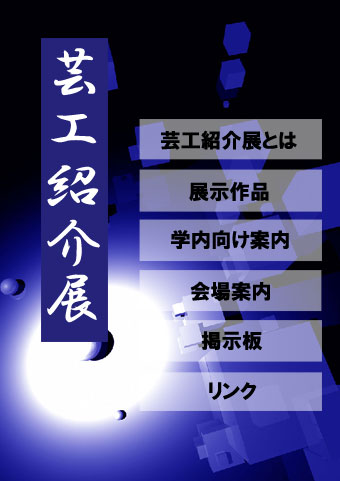 芸工紹介展
芸工紹介展とは
展示作品
学内向け案内
会場案内
掲示板
リンク